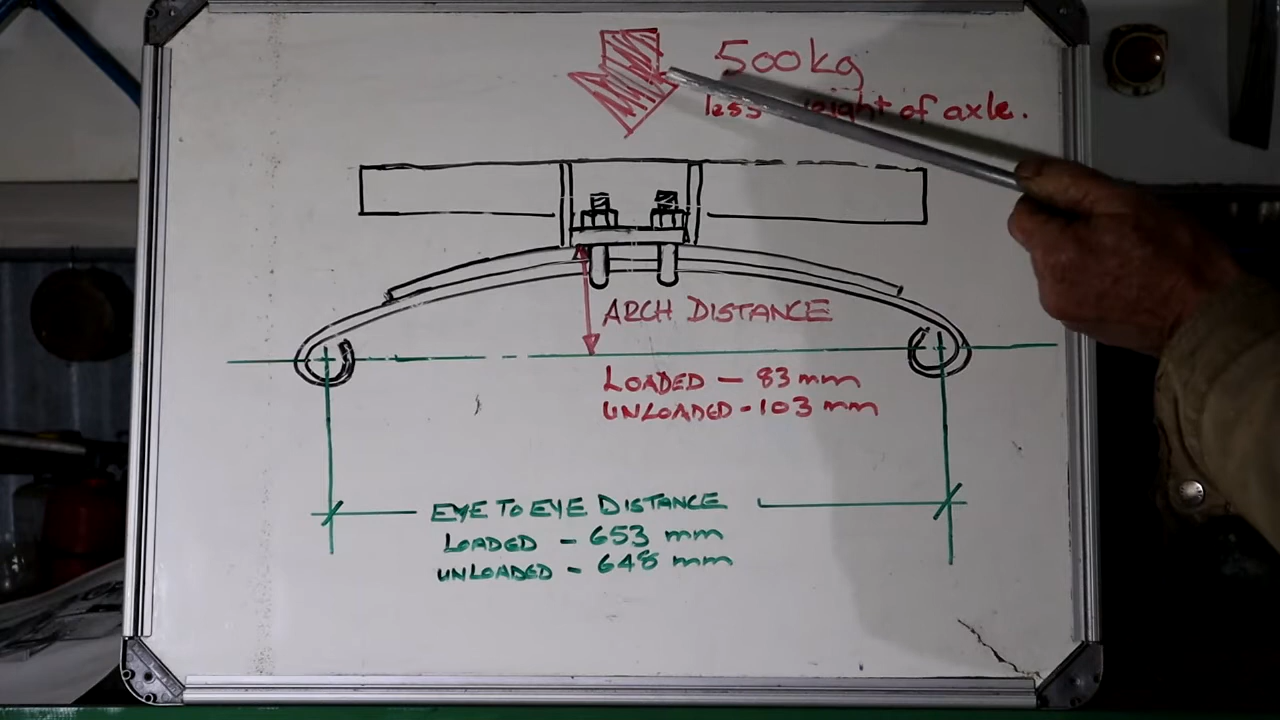 500kg
less weight of axle.
ARCH DISTANCE
LOADED - 83 mm
UNLOADED - 103 mm
EYE TO EYE DISTANCE
LOADED - 653 mm
UNLOADED - 648 mm